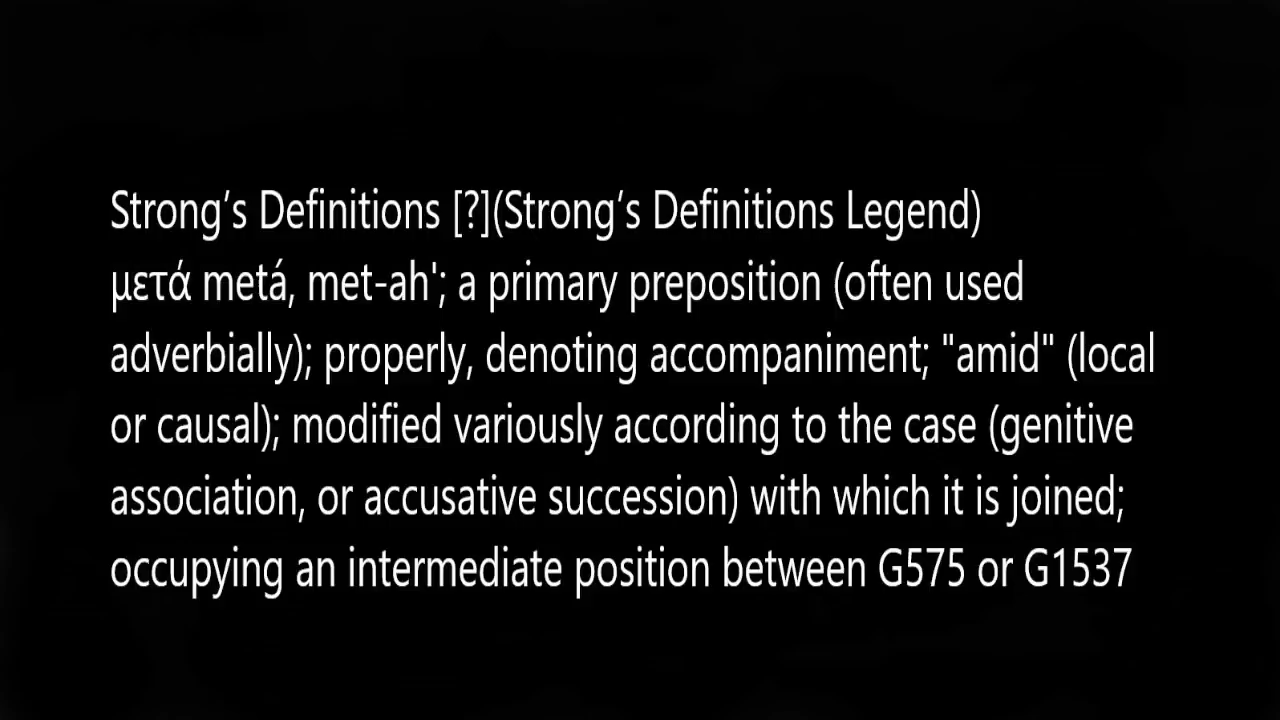 Strong’s Definitions [?](Strong’s Definitions Legend)
μετά metá, met-ah'; a primary preposition (often used
adverbially); properly, denoting accompaniment; "amid" (local
or causal); modified variously according to the case (genitive
association, or accusative succession) with which it is joined;
occupying an intermediate position between G575 or G1537